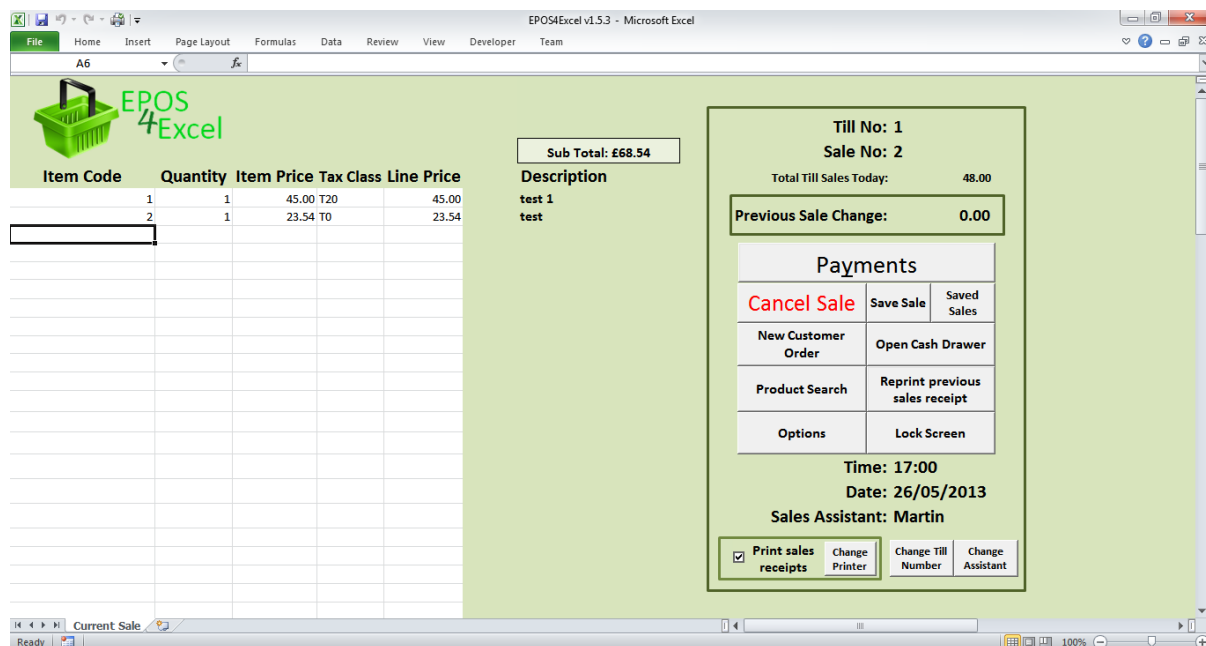 EPOS4Excel v1.5.3 - Microsoft Excel
File Home Insert Page Layout Formulas Data Review View Developer Team
A6 fx
EPOS
4Excel
Sub Total: £68.54
Item Code Quantity Item Price Tax Class Line Price Description
1 1 45.00 T20 45.00 test 1
2 1 23.54 T0 23.54 test
Till No: 1
Sale No: 2
Total Till Sales Today: 48.00
Previous Sale Change: 0.00
Payments
Cancel Sale
Save Sale
Saved
Sales
New Customer
Order
Open Cash Drawer
Product Search
Reprint previous
sales receipt
Options
Lock Screen
Time: 17:00
Date: 26/05/2013
Sales Assistant: Martin
Print sales
receipts
Change
Printer
Change Till
Number
Change
Assistant
Current Sale
Ready
100%